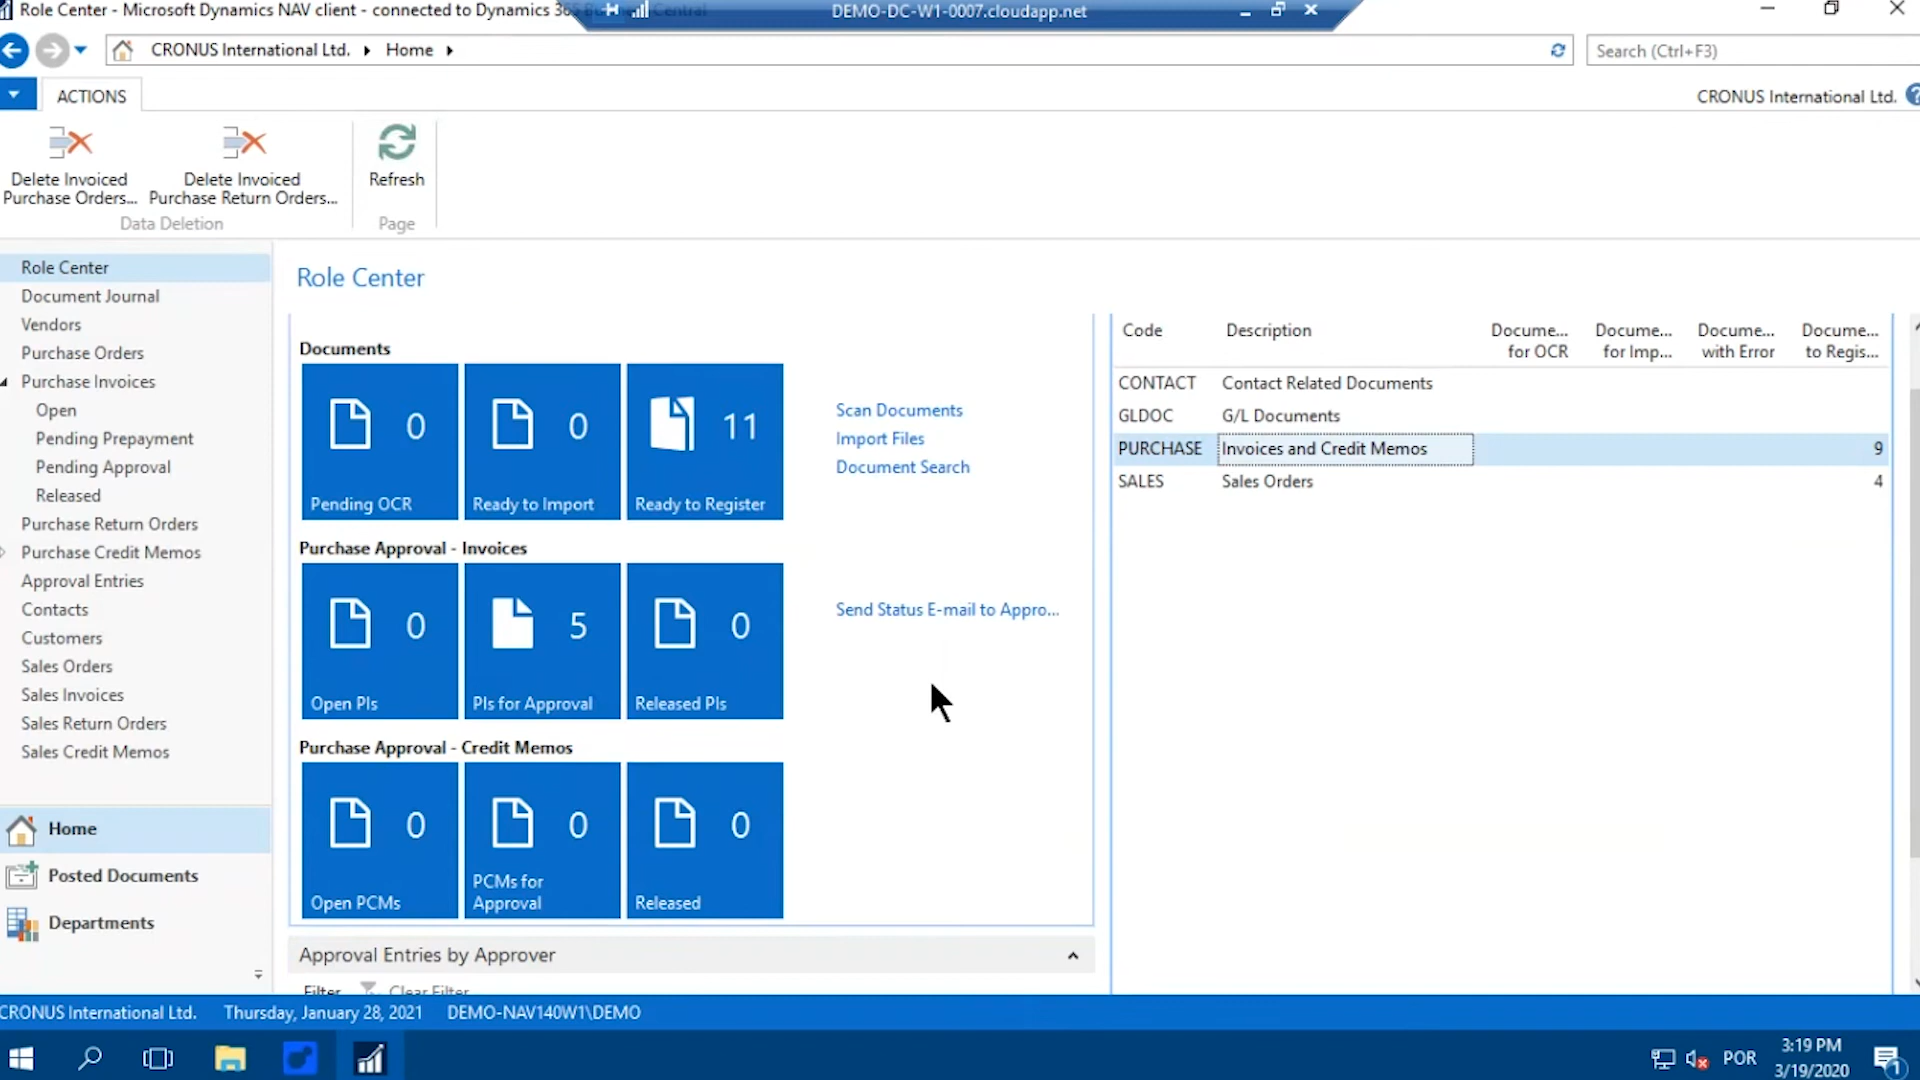 Role Center - Microsoft Dynamics NAV client - connected to Dynamics 365 Business Central
DEMO-DC-W1-0007.cloudapp.net
CRONUS International Ltd. Home
Search (Ctrl+F3)
ACTIONS
CRONUS International Ltd.
Delete Invoiced
Purchase Orders...
Delete Invoiced
Purchase Return Orders...
Refresh
Data Deletion
Page
Role Center
Document Journal
Vendors
Purchase Orders
Purchase Invoices
Open
Pending Prepayment
Pending Approval
Released
Purchase Return Orders
Purchase Credit Memos
Approval Entries
Contacts
Customers
Sales Orders
Sales Invoices
Sales Return Orders
Sales Credit Memos
Home
Posted Documents
Departments
Role Center
Documents
0
Pending OCR
0
Ready to Import
11
Ready to Register
Scan Documents
Import Files
Document Search
Purchase Approval - Invoices
0
Open PIs
5
PIs for Approval
0
Released PIs
Send Status E-mail to Appro...
Purchase Approval - Credit Memos
0
Open PCMs
0
PCMs for
Approval
0
Released
Approval Entries by Approver
Filter Clear Filter
Code Description Docume... Docume... Docume... Docume...
for OCR for Imp... with Error to Regis...
CONTACT Contact Related Documents
GLDOC G/L Documents
PURCHASE Invoices and Credit Memos 9
SALES Sales Orders 4
CRONUS International Ltd. Thursday, January 28, 2021 DEMO-NAV140W1\DEMO
POR
3:19 PM
3/19/2020
1